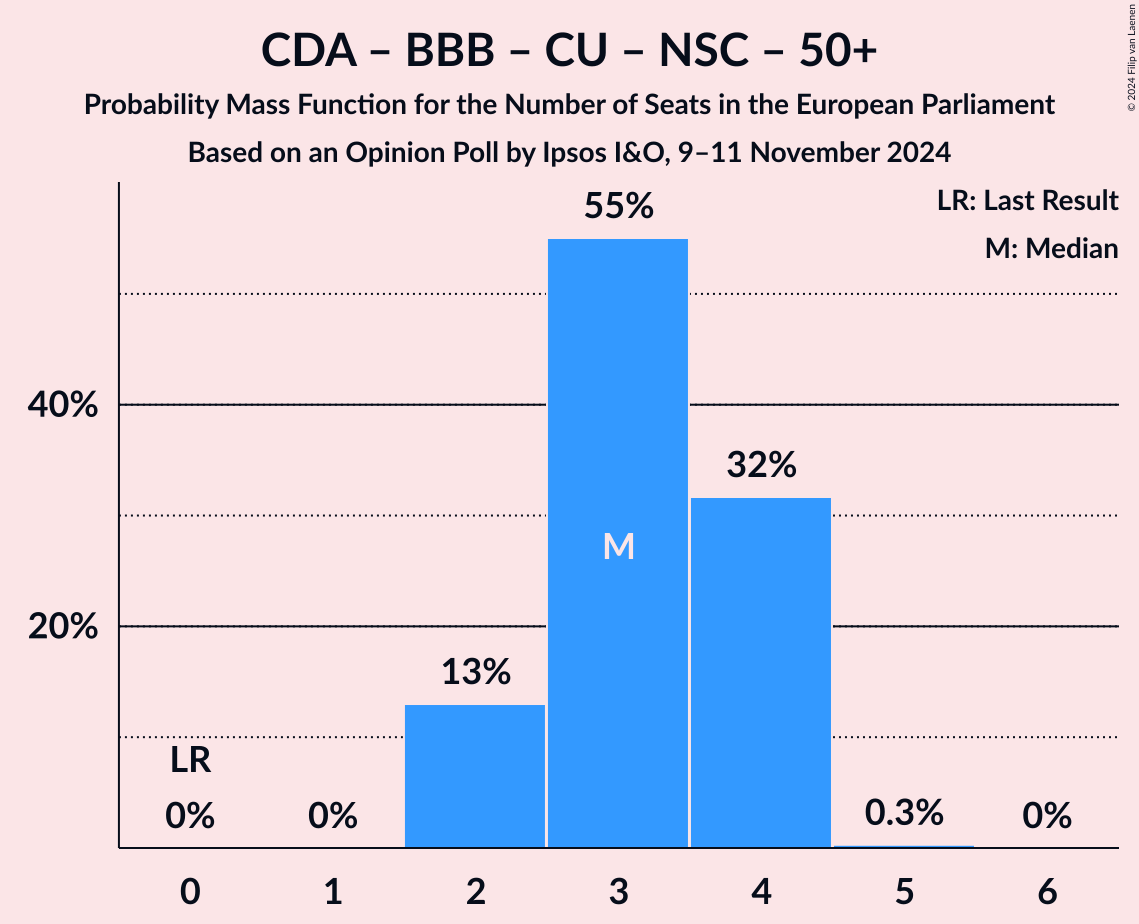 CDA – BBB – CU – NSC – 50+
Probability Mass Function for the Number of Seats in the European Parliament
Based on an Opinion Poll by Ipsos I&O, 9–11 November 2024
© 2024 Filip van Laenen
LR: Last Result
M: Median
55%
40%
32%
M
20%
13%
LR
0%
0%
0.3%
0%
0
1
2
3
4
5
6